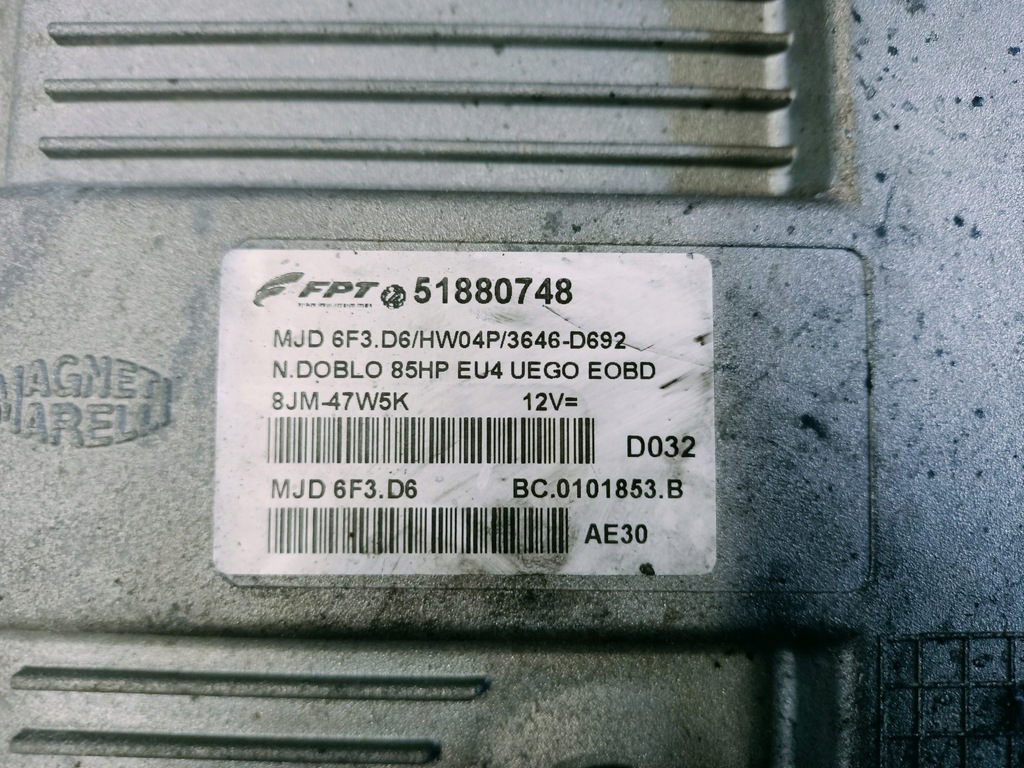 FPT 51880748
MJD 6F3.D6/HW04P/3646-D692
N.DOBLO 85HP EU4 UEGO EOBD
8JM-47W5K 12V=
D032
MJD 6F3.D6 BC.0101853.B
AE30
MAGNETI
MARELLI